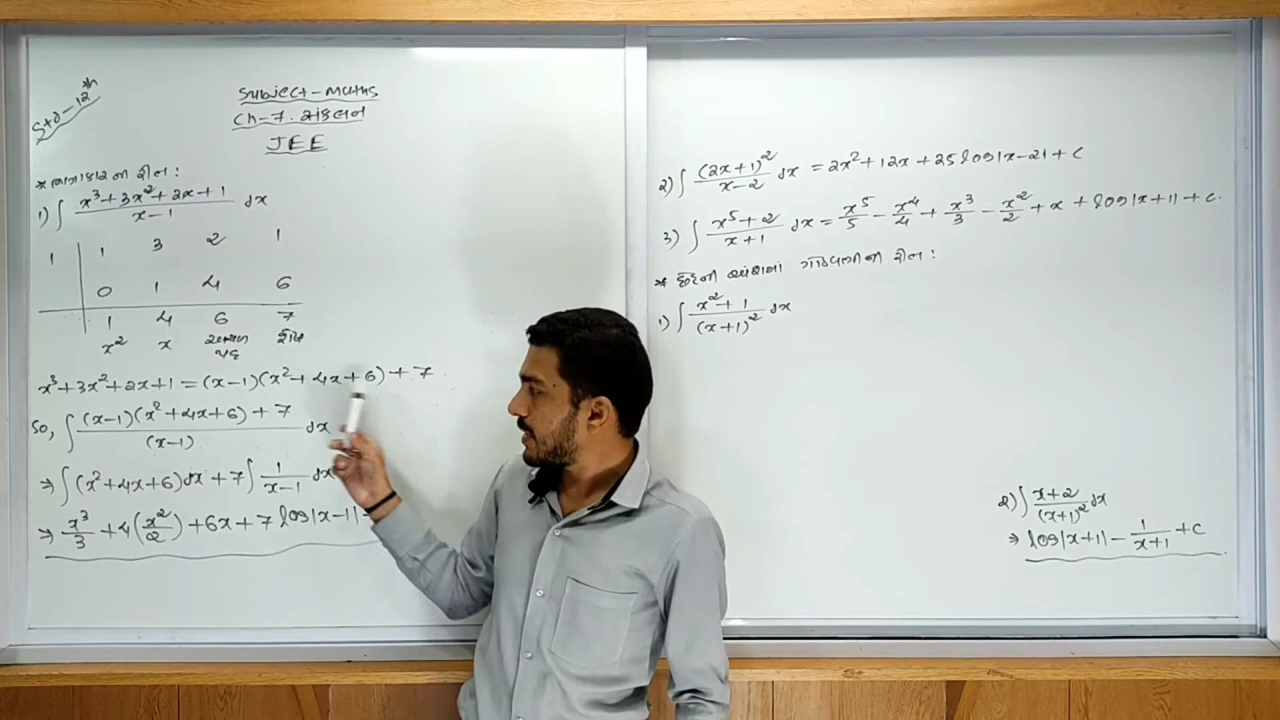 Std-12th
Subject-Maths
Ch-7. સંકલન
JEE
* ભાગાકારની રીત:
1) ∫ (x³+3x²+2x+1)/(x-1) dx
1 | 1 3 2 1
0 1 4 6
1 4 6 7
x² x અચળ પદ શેષ
x³+3x²+2x+1 = (x-1)(x²+4x+6)+7
So, ∫ ((x-1)(x²+4x+6)+7)/(x-1) dx
⇒ ∫(x²+4x+6)dx + 7∫ 1/(x-1) dx
⇒ x³/3 + 4(x²/2) + 6x + 7 log|x-1|
2) ∫ (2x+1)²/(x-2) dx = 2x²+12x+25 log|x-2|+c
3) ∫ (x⁵+2)/(x+1) dx = x⁵/5 - x⁴/4 + x³/3 - x²/2 + x + log|x+1|+c.
* છેદની અંશમાં ગોઠવણીની રીત:
1) ∫ (x²+1)/(x+1)² dx
2) ∫ (x+2)/(x+1)² dx
⇒ log|x+1| - 1/(x+1) + c